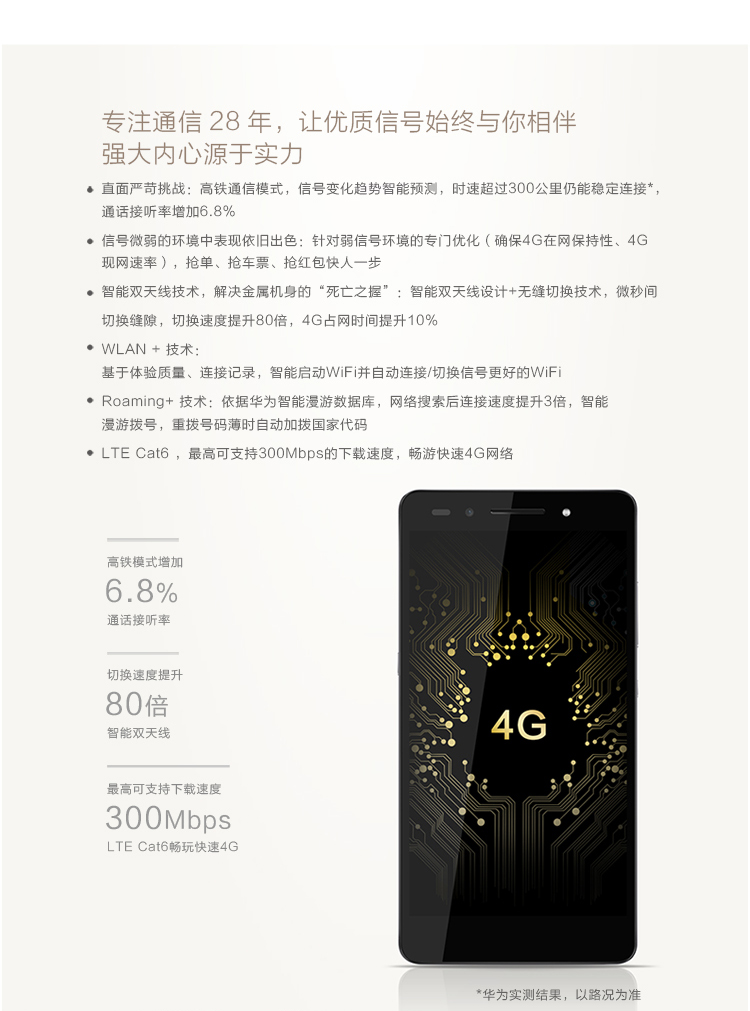 专注通信 28 年，让优质信号始终与你相伴
强大内心源于实力
直面严苛挑战：高铁通信模式，信号变化趋势智能预测，时速超过300公里仍能稳定连接*，
通话接听率增加6.8%
信号微弱的环境中表现依旧出色：针对弱信号环境的专门优化（确保4G在网保持性、4G
现网速率），抢单、抢车票、抢红包快人一步
智能双天线技术，解决金属机身的“死亡之握”：智能双天线设计+无缝切换技术，微秒间
切换缝隙，切换速度提升80倍，4G占网时间提升10%
WLAN + 技术：
基于体验质量、连接记录，智能启动WiFi并自动连接/切换信号更好的WiFi
Roaming+ 技术：依据华为智能漫游数据库，网络搜索后连接速度提升3倍，智能
漫游拨号，重拨号码薄时自动加拨国家代码
LTE Cat6 ，最高可支持300Mbps的下载速度，畅游快速4G网络
高铁模式增加
6.8%
通话接听率
切换速度提升
80倍
智能双天线
最高可支持下载速度
300Mbps
LTE Cat6畅玩快速4G
4G
*华为实测结果，以路况为准